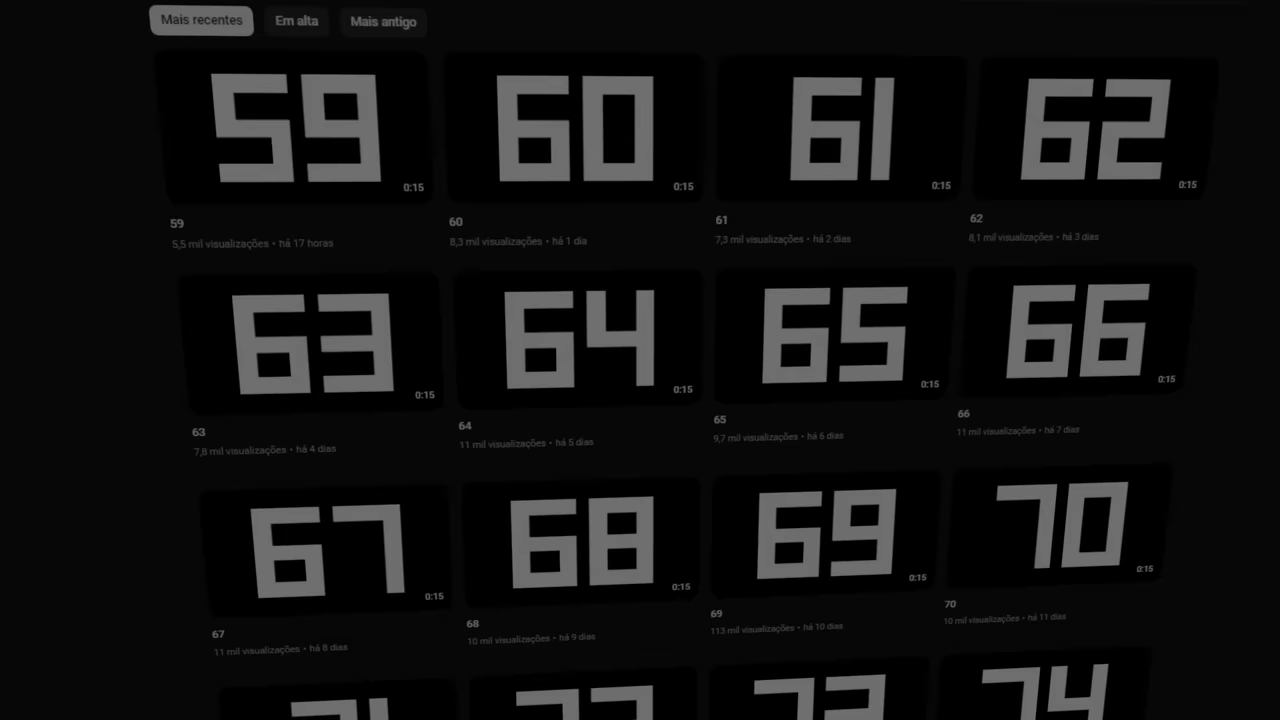 Mais recentes Em alta Mais antigo
59 60 61 62
0:15 0:15 0:15 0:15
59 60 61 62
5,5 mil visualizações • há 17 horas 8,3 mil visualizações • há 1 dia 7,3 mil visualizações • há 2 dias 8,1 mil visualizações • há 3 dias
63 64 65 66
0:15 0:15 0:15 0:15
63 64 65 66
7,8 mil visualizações • há 4 dias 11 mil visualizações • há 5 dias 9,7 mil visualizações • há 6 dias 11 mil visualizações • há 7 dias
67 68 69 70
0:15 0:15 0:15 0:15
67 68 69 70
11 mil visualizações • há 8 dias 10 mil visualizações • há 9 dias 113 mil visualizações • há 10 dias 10 mil visualizações • há 11 dias
71 72 73 74